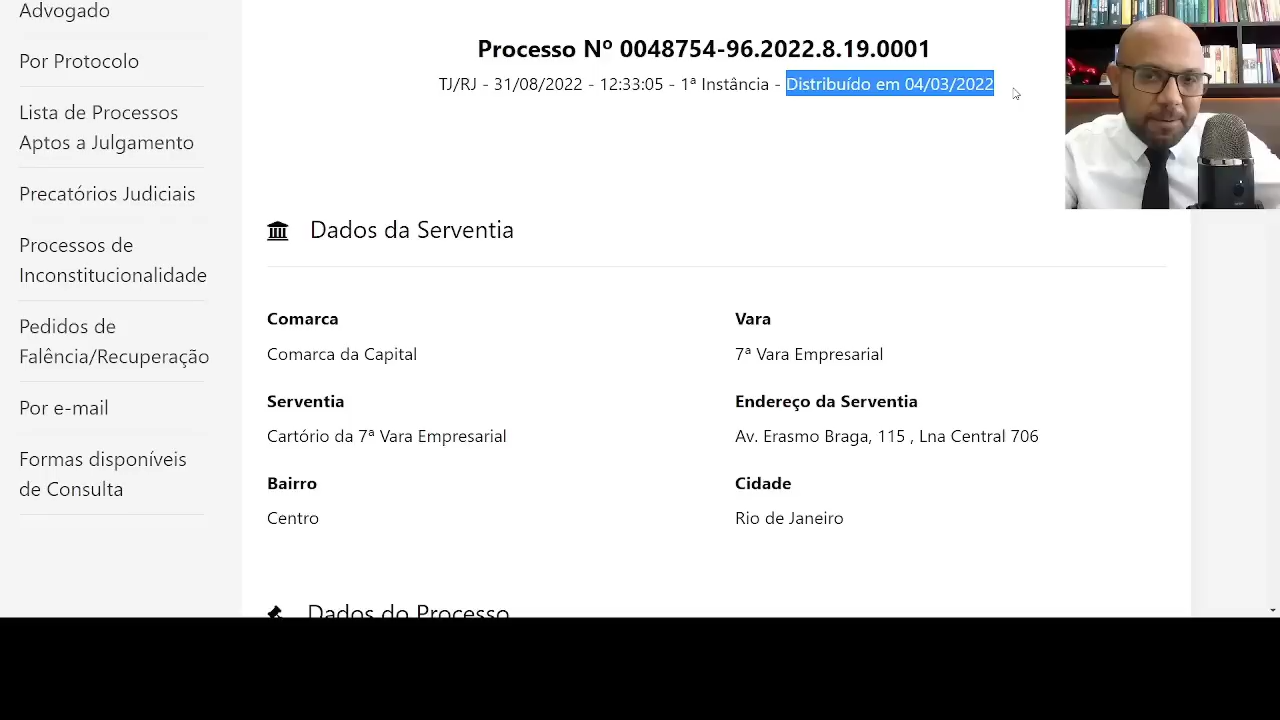 Advogado
Por Protocolo
Lista de Processos
Aptos a Julgamento
Precatórios Judiciais
Processos de
Inconstitucionalidade
Pedidos de
Falência/Recuperação
Por e-mail
Formas disponíveis
de Consulta
Processo Nº 0048754-96.2022.8.19.0001
TJ/RJ - 31/08/2022 - 12:33:05 - 1ª Instância - Distribuído em 04/03/2022
Dados da Serventia
Comarca
Comarca da Capital
Vara
7ª Vara Empresarial
Serventia
Cartório da 7ª Vara Empresarial
Endereço da Serventia
Av. Erasmo Braga, 115 , Lna Central 706
Bairro
Centro
Cidade
Rio de Janeiro
Dados do Processo